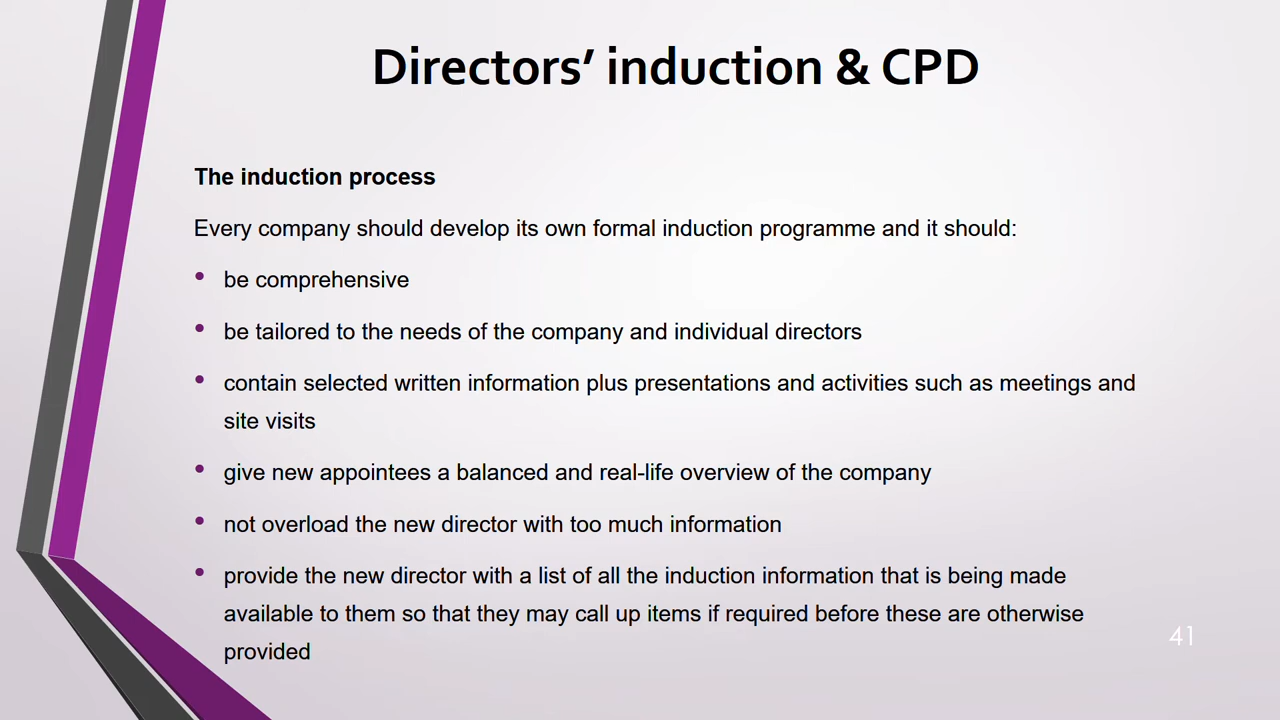 Directors’ induction & CPD
The induction process
Every company should develop its own formal induction programme and it should:
• be comprehensive
• be tailored to the needs of the company and individual directors
• contain selected written information plus presentations and activities such as meetings and
site visits
• give new appointees a balanced and real-life overview of the company
• not overload the new director with too much information
• provide the new director with a list of all the induction information that is being made
available to them so that they may call up items if required before these are otherwise
provided
41